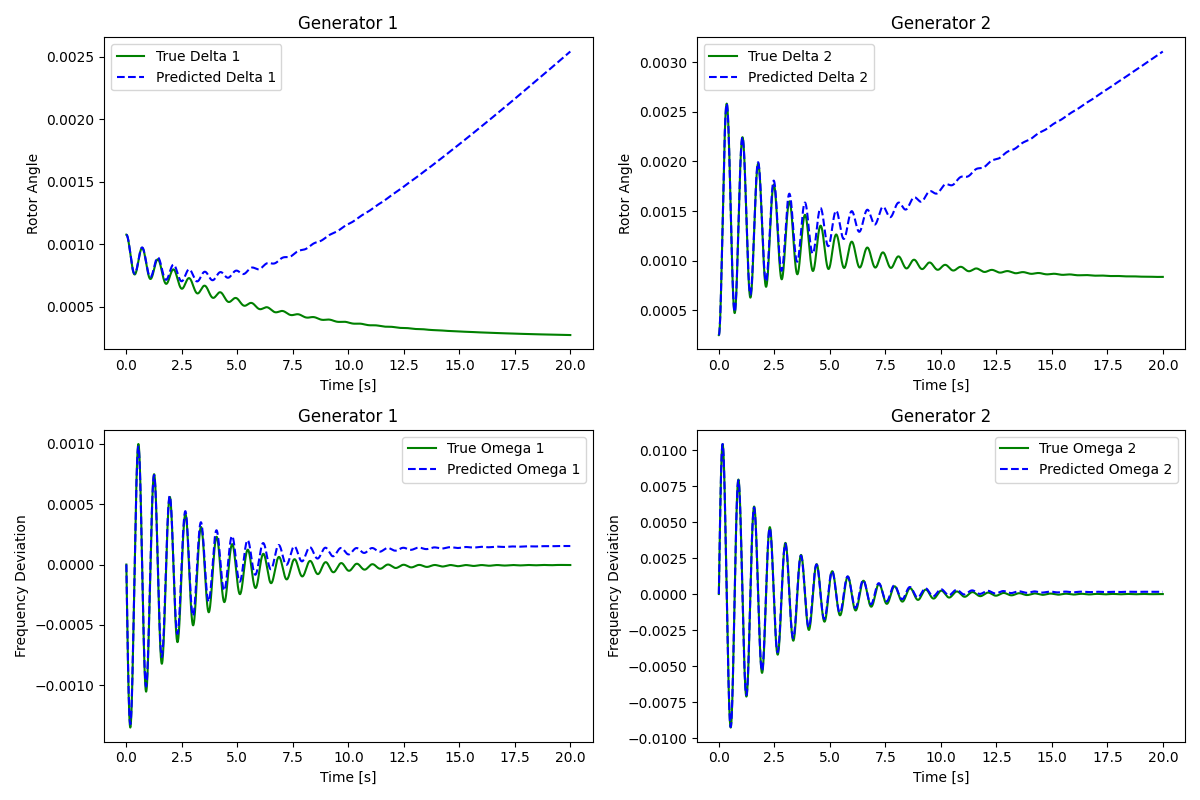 Generator 1
True Delta 1
Predicted Delta 1
0.0025
0.0020
0.0015
0.0010
0.0005
Rotor Angle
0.0 2.5 5.0 7.5 10.0 12.5 15.0 17.5 20.0
Time [s]
Generator 2
True Delta 2
Predicted Delta 2
0.0030
0.0025
0.0020
0.0015
0.0010
0.0005
Rotor Angle
0.0 2.5 5.0 7.5 10.0 12.5 15.0 17.5 20.0
Time [s]
Generator 1
True Omega 1
Predicted Omega 1
0.0010
0.0005
0.0000
−0.0005
−0.0010
Frequency Deviation
0.0 2.5 5.0 7.5 10.0 12.5 15.0 17.5 20.0
Time [s]
Generator 2
True Omega 2
Predicted Omega 2
0.0100
0.0075
0.0050
0.0025
0.0000
−0.0025
−0.0050
−0.0075
−0.0100
Frequency Deviation
0.0 2.5 5.0 7.5 10.0 12.5 15.0 17.5 20.0
Time [s]